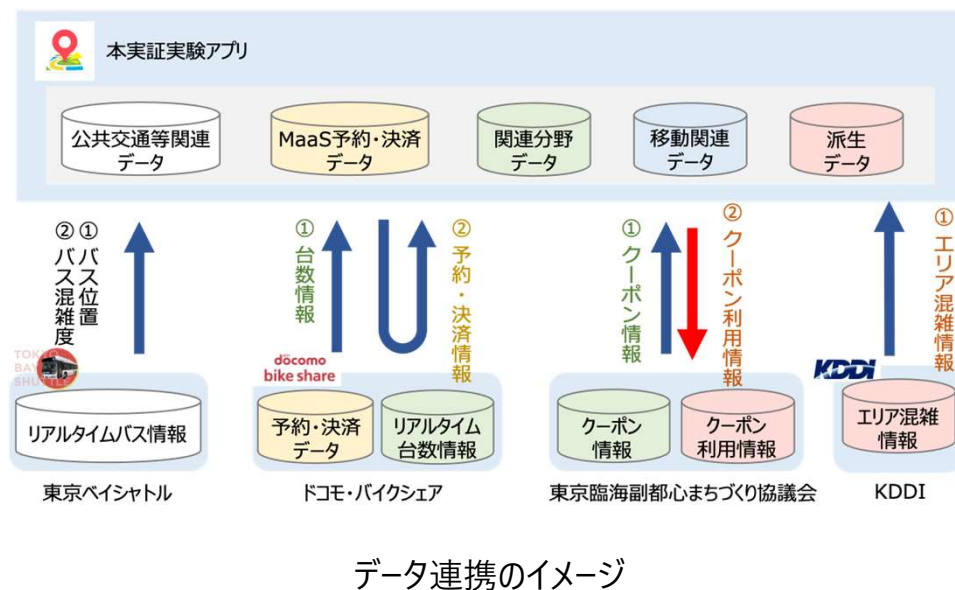 本実証実験アプリ
公共交通等関連
データ
MaaS予約・決済
データ
関連分野
データ
移動関連
データ
派生
データ
①バス位置
②バス混雑度
①台数情報
②予約・決済情報
①クーポン情報
②クーポン利用情報
①エリア混雑情報
TOKYO
BAY
SHUTTLE
docomo
bike share
KDDI
リアルタイムバス情報
予約・決済
データ
リアルタイム
台数情報
クーポン
情報
クーポン
利用情報
エリア混雑
情報
東京ベイシャトル
ドコモ・バイクシェア
東京臨海副都心まちづくり協議会
KDDI
データ連携のイメージ